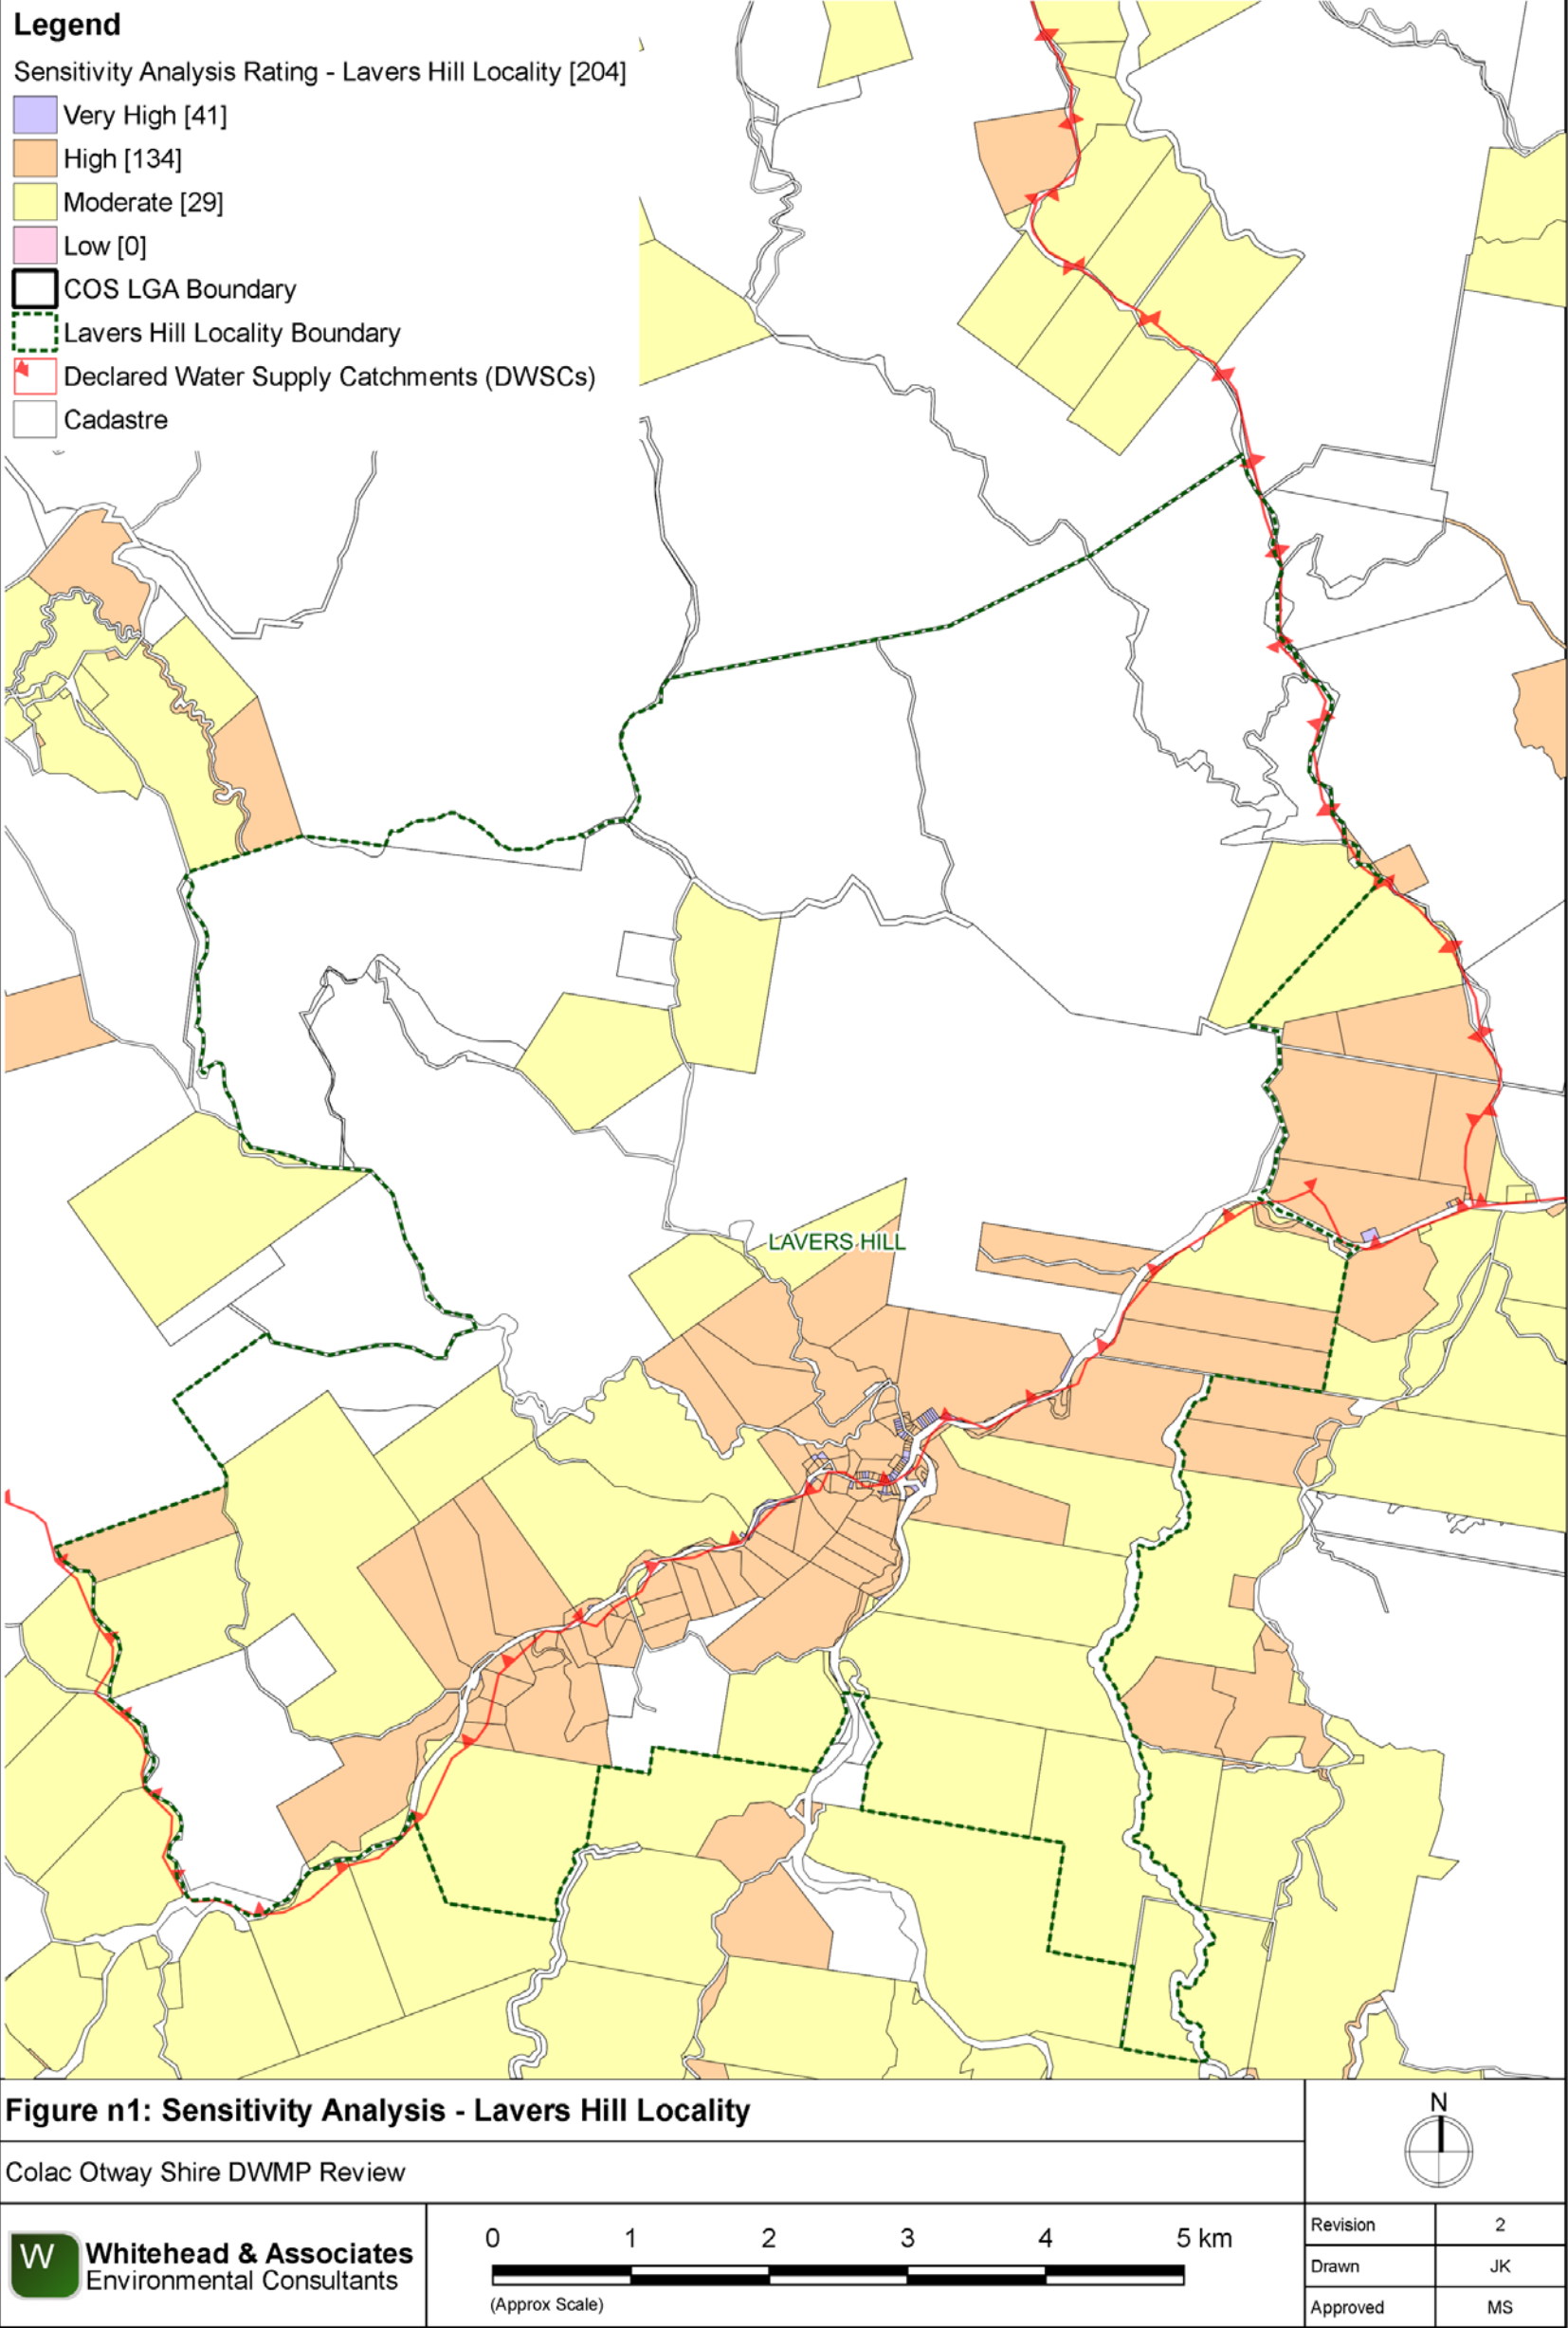 Legend
Sensitivity Analysis Rating - Lavers Hill Locality [204]
Very High [41]
High [134]
Moderate [29]
Low [0]
COS LGA Boundary
Lavers Hill Locality Boundary
Declared Water Supply Catchments (DWSCs)
Cadastre
LAVERS HILL
Figure n1: Sensitivity Analysis - Lavers Hill Locality
Colac Otway Shire DWMP Review
N
W
Whitehead & Associates
Environmental Consultants
0 1 2 3 4 5 km
(Approx Scale)
Revision 2
Drawn JK
Approved MS